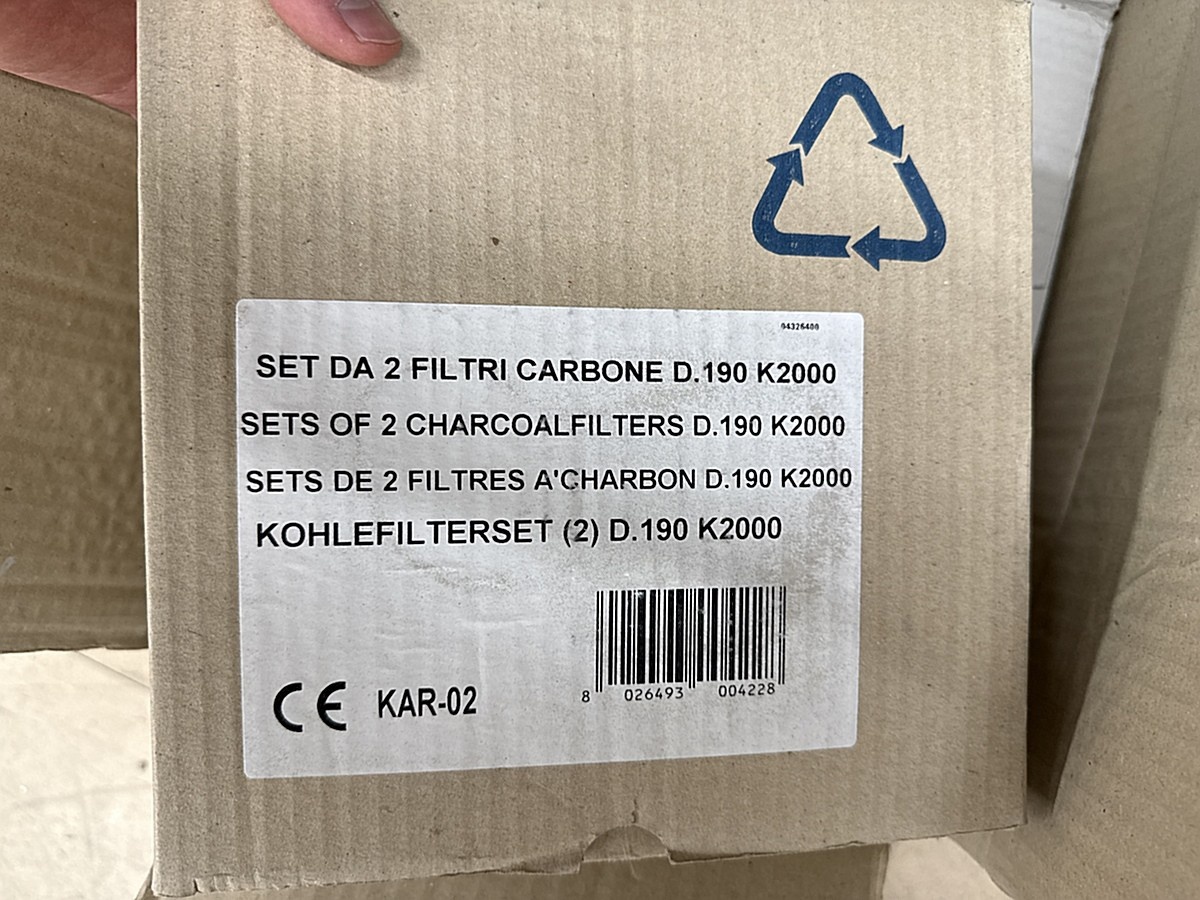 04326400
SET DA 2 FILTRI CARBONE D.190 K2000
SETS OF 2 CHARCOALFILTERS D.190 K2000
SETS DE 2 FILTRES A'CHARBON D.190 K2000
KOHLEFILTERSET (2) D.190 K2000
CE KAR-02
8 026493 004228